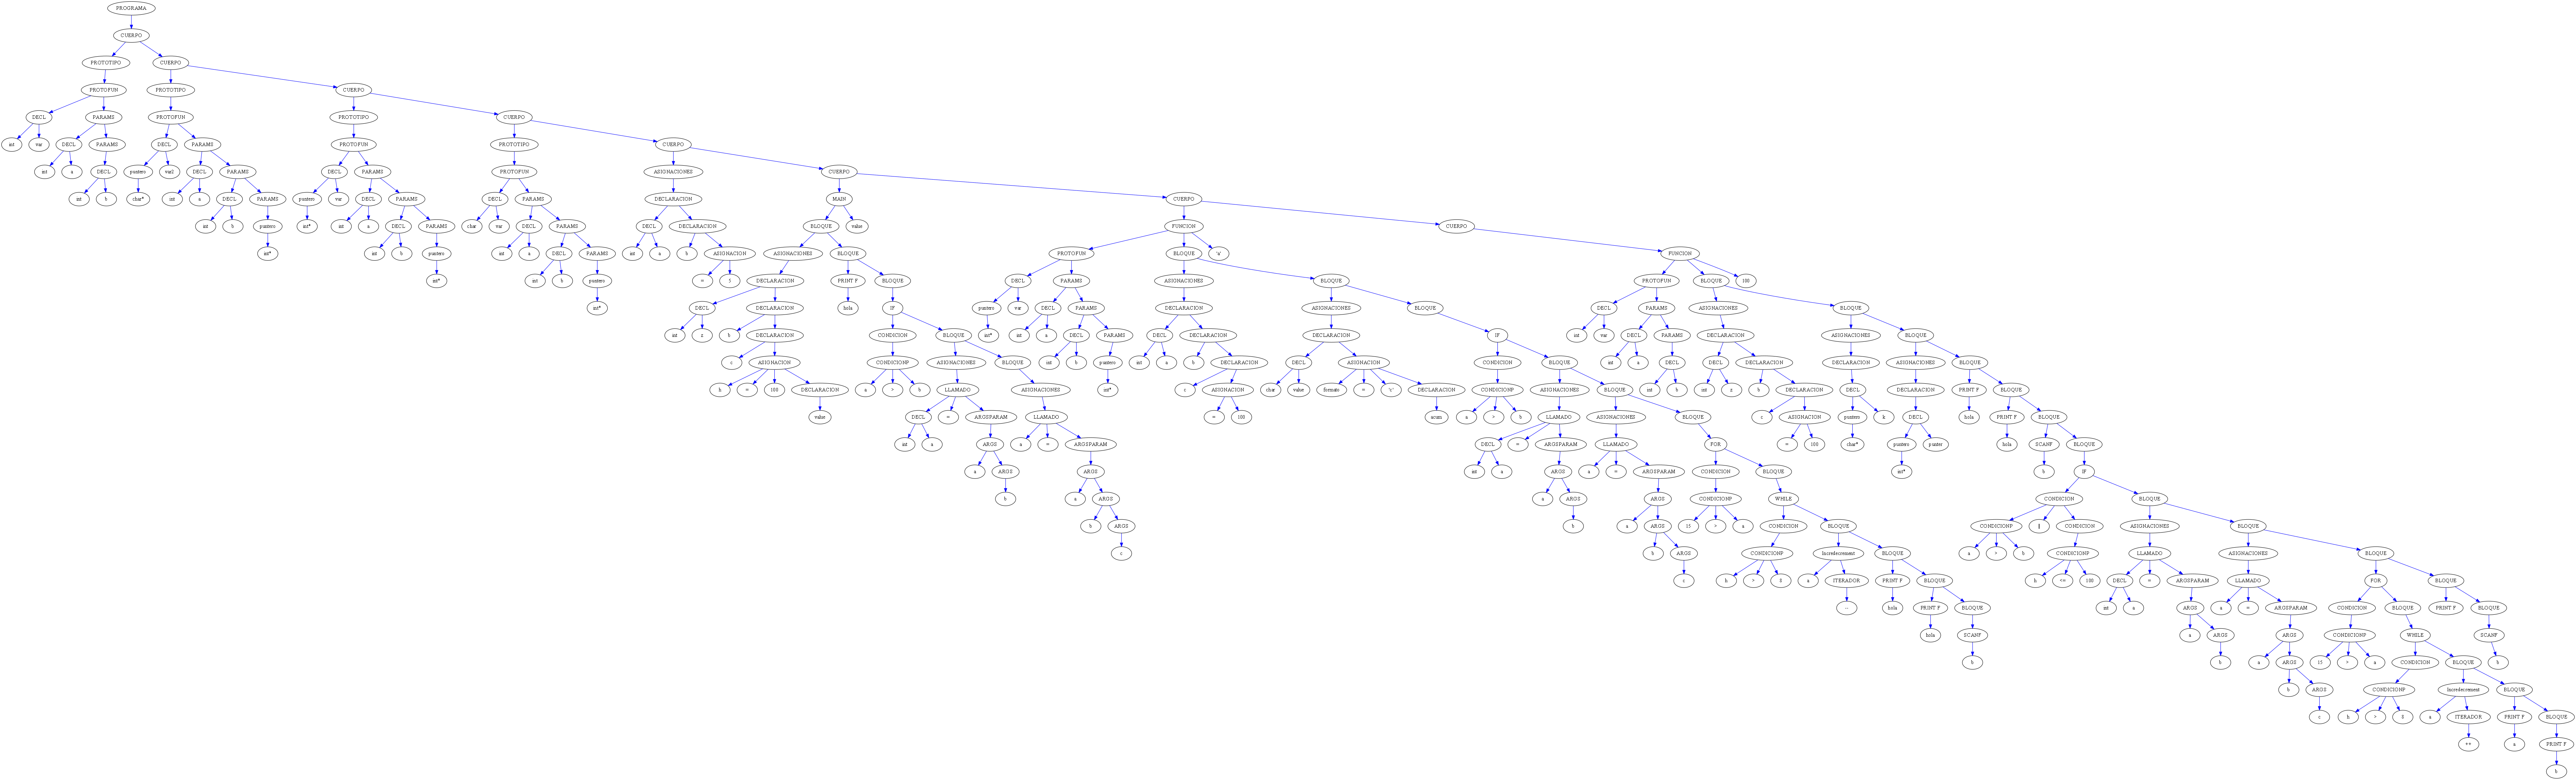 PROGRAMA
CUERPO
PROTOTIPO CUERPO
PROTOFUN PROTOTIPO CUERPO
DECL PARAMS PROTOFUN PROTOTIPO CUERPO
int var DECL PARAMS DECL PARAMS PROTOFUN PROTOTIPO CUERPO
int a DECL puntero DECL PARAMS DECL PARAMS PROTOFUN ASIGNACIONES CUERPO
int b char* int a DECL PARAMS puntero var DECL PARAMS DECL PARAMS DECLARACION MAIN CUERPO
int b puntero int* int a DECL PARAMS char var DECL PARAMS DECL DECLARACION BLOQUE value FUNCION CUERPO
int* int b puntero int a DECL PARAMS int a b ASIGNACION ASIGNACIONES BLOQUE PROTOFUN BLOQUE 'a' FUNCION
int* int b puntero = 5 DECLARACION PRINT F BLOQUE DECL PARAMS ASIGNACIONES BLOQUE PROTOFUN BLOQUE 100
int* DECL DECLARACION hola IF puntero var DECL PARAMS DECLARACION ASIGNACIONES BLOQUE DECL PARAMS ASIGNACIONES BLOQUE
int z b DECLARACION CONDICION BLOQUE int* int a DECL PARAMS DECL DECLARACION DECLARACION IF int var DECL PARAMS DECLARACION ASIGNACIONES BLOQUE
c ASIGNACION CONDICIONP ASIGNACIONES BLOQUE int b puntero int a b DECLARACION DECL ASIGNACION CONDICION BLOQUE int a DECL DECL DECLARACION DECLARACION ASIGNACIONES BLOQUE
h = 100 DECLARACION a > b LLAMADO ASIGNACIONES int* c ASIGNACION char value formato = 'c' DECLARACION CONDICIONP ASIGNACIONES BLOQUE int b int z b DECLARACION DECL DECLARACION PRINT F BLOQUE
value DECL = ARGSPARAM LLAMADO = 100 a > b LLAMADO ASIGNACIONES BLOQUE c ASIGNACION puntero h DECL hola PRINT F BLOQUE
int a ARGS a = ARGSPARAM DECL = ARGSPARAM LLAMADO FOR = 100 char* puntero punter hola SCANF BLOQUE
a ARGS ARGS int a ARGS a = ARGSPARAM CONDICION BLOQUE int* b IF
b a ARGS a ARGS ARGS CONDICIONP WHILE CONDICION BLOQUE
b ARGS b a ARGS 15 > a CONDICION BLOQUE CONDICIONP || CONDICION ASIGNACIONES BLOQUE
c b ARGS CONDICIONP Incredecrement BLOQUE a > b CONDICIONP LLAMADO ASIGNACIONES BLOQUE
c h > a ITERADOR PRINT F BLOQUE h 100 DECL = ARGSPARAM LLAMADO FOR BLOQUE
-- hola PRINT F BLOQUE int a ARGS a = ARGSPARAM CONDICION BLOQUE PRINT F BLOQUE
hola SCANF a ARGS ARGS CONDICIONP WHILE SCANF
b b a ARGS 15 > a CONDICION BLOQUE b
b ARGS CONDICIONP Incredecrement BLOQUE
c h > a ITERADOR PRINT F BLOQUE
++ a PRINT F
b